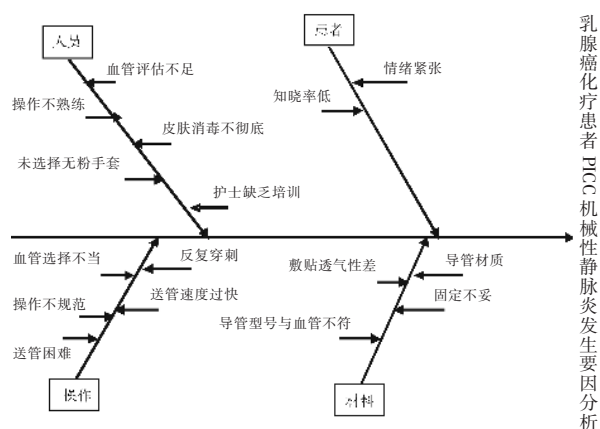 人员
患者
血管评估不足
情绪紧张
操作不熟练
知晓率低
皮肤消毒不彻底
未选择无粉手套
护士缺乏培训
血管选择不当
反复穿刺
敷贴透气性差
导管材质
操作不规范
送管速度过快
固定不妥
导管型号与血管不符
送管困难
操作
材料
乳腺癌化疗患者 PICC 机械性静脉炎发生要因分析